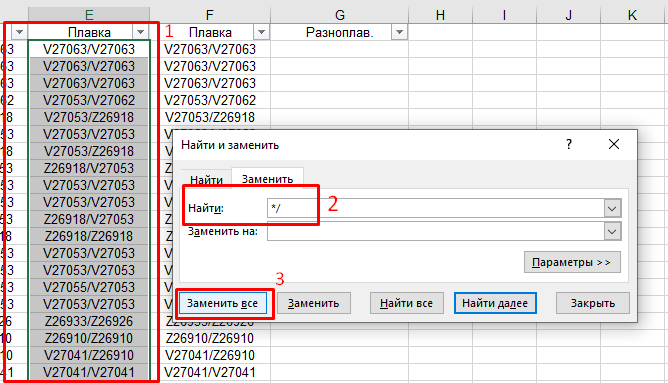 E F G H I J K
Плавка 1 Плавка Разноплав.
63 V27063/V27063 V27063/V27063
63 V27063/V27063 V27063/V27063
63 V27063/V27063 V27063/V27063
62 V27053/V27062 V27053/V27062
18 V27053/Z26918 V27053/Z26918
53 V27053/V27053
18 V27053/Z26918
53 Z26918/V27053
53 V27053/V27053
53 V27053/V27053
53 Z26918/V27053
18 Z26918/Z26918
53 V27053/V27053
53 V27053/V27053
53 V27055/V27053
53 V27053/V27053
26 Z26933/Z26926 Z26933/Z26926
10 Z26910/Z26910 Z26910/Z26910
10 V27041/Z26910 V27041/Z26910
41 V27041/V27041 V27041/V27041
Найти и заменить ?
Найти Заменить
Найти: */ 2
Заменить на:
Параметры >>
3
Заменить все Заменить Найти все Найти далее Закрыть